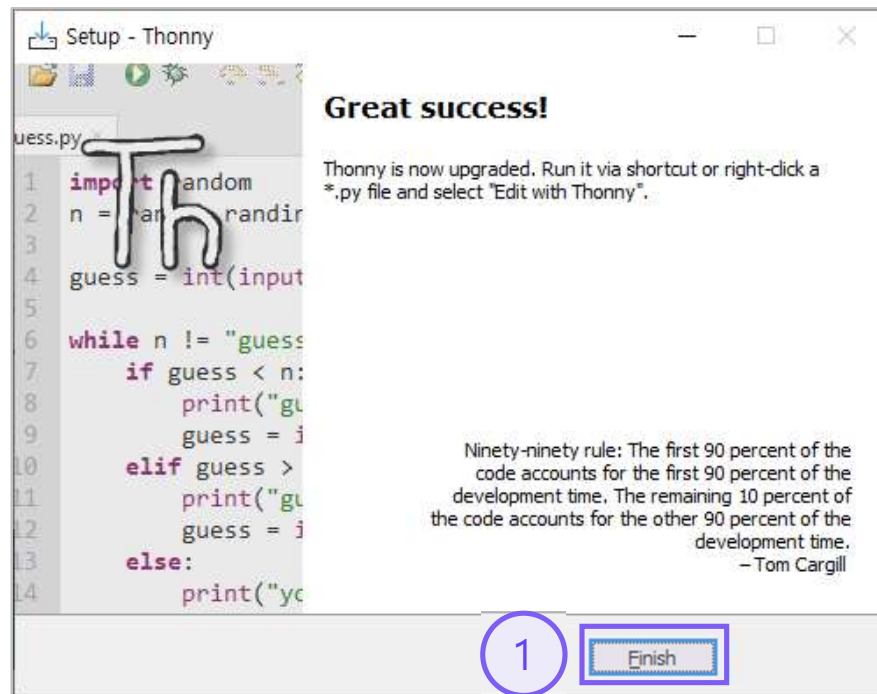 Setup - Thonny
uess.py ×
Th
1 import random
2 n = ran randin
3
4 guess = int(input
5
6 while n != "guess
7 if guess < n:
8 print("gu
9 guess = i
10 elif guess >
11 print("gu
12 guess = i
13 else:
14 print("yo
Great success!
Thonny is now upgraded. Run it via shortcut or right-click a
*.py file and select "Edit with Thonny".
Ninety-ninety rule: The first 90 percent of the
code accounts for the first 90 percent of the
development time. The remaining 10 percent of
the code accounts for the other 90 percent of the
development time.
– Tom Cargill
1
Finish